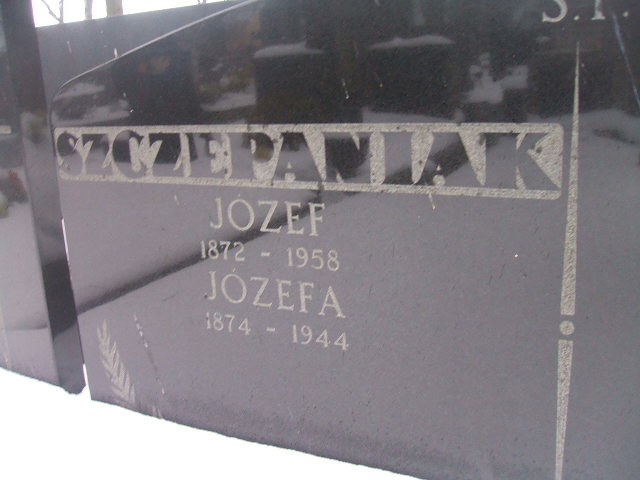 Ś.P.
SZCZEPANIAK
JÓZEF
1872 - 1958
JÓZEFA
1874 - 1944